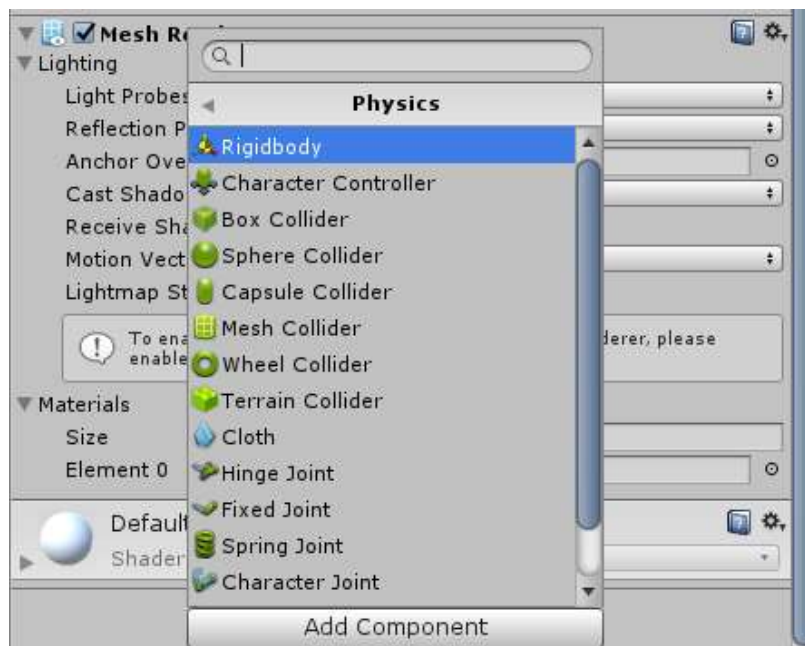 Mesh R
Lighting
Light Probes
Reflection P
Anchor Ove
Cast Shado
Receive Sha
Motion Vect
Lightmap St
To ena
enable
derer, please
Materials
Size
Element 0
Default
Shader
Physics
Rigidbody
Character Controller
Box Collider
Sphere Collider
Capsule Collider
Mesh Collider
Wheel Collider
Terrain Collider
Cloth
Hinge Joint
Fixed Joint
Spring Joint
Character Joint
Add Component